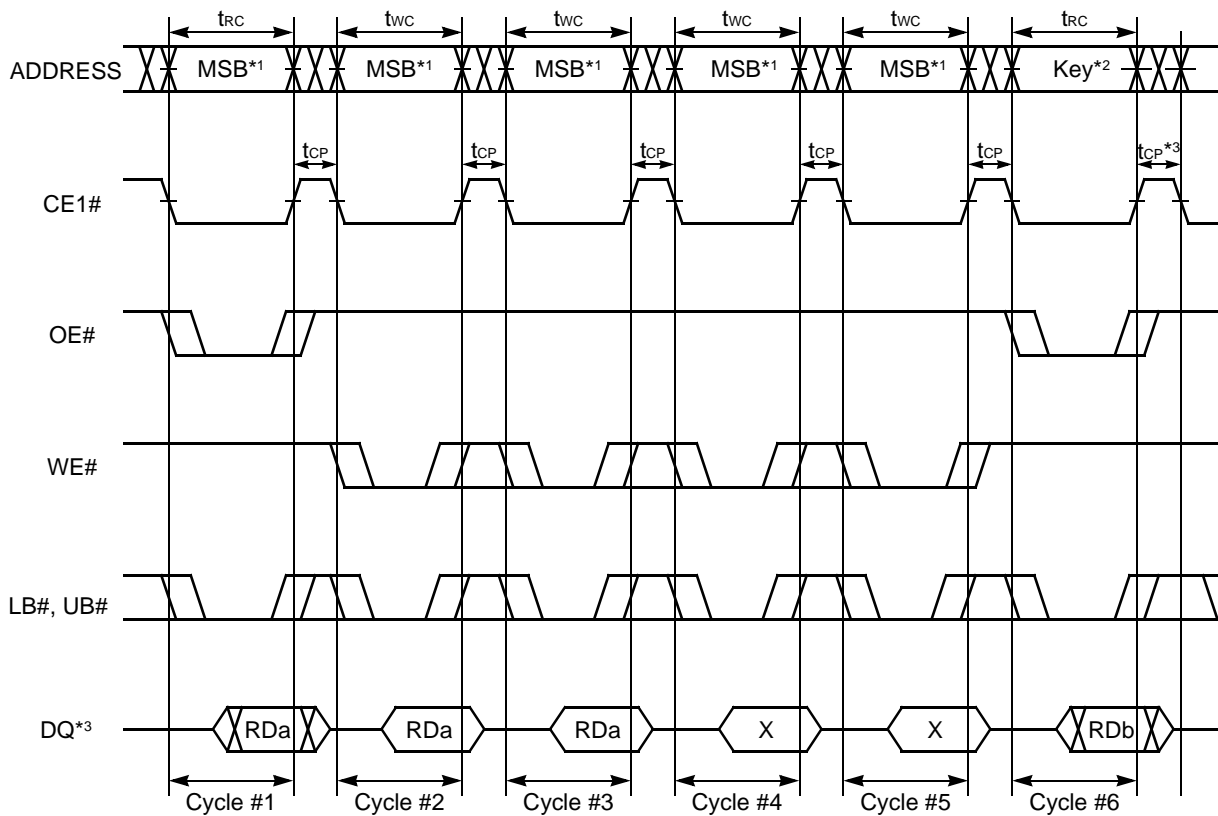 tRC tWC tWC tWC tWC tRC
ADDRESS MSB*1 MSB*1 MSB*1 MSB*1 MSB*1 Key*2
tCP tCP tCP tCP tCP tCP*3
CE1#
OE#
WE#
LB#, UB#
DQ*3 RDa RDa RDa X X RDb
Cycle #1 Cycle #2 Cycle #3 Cycle #4 Cycle #5 Cycle #6